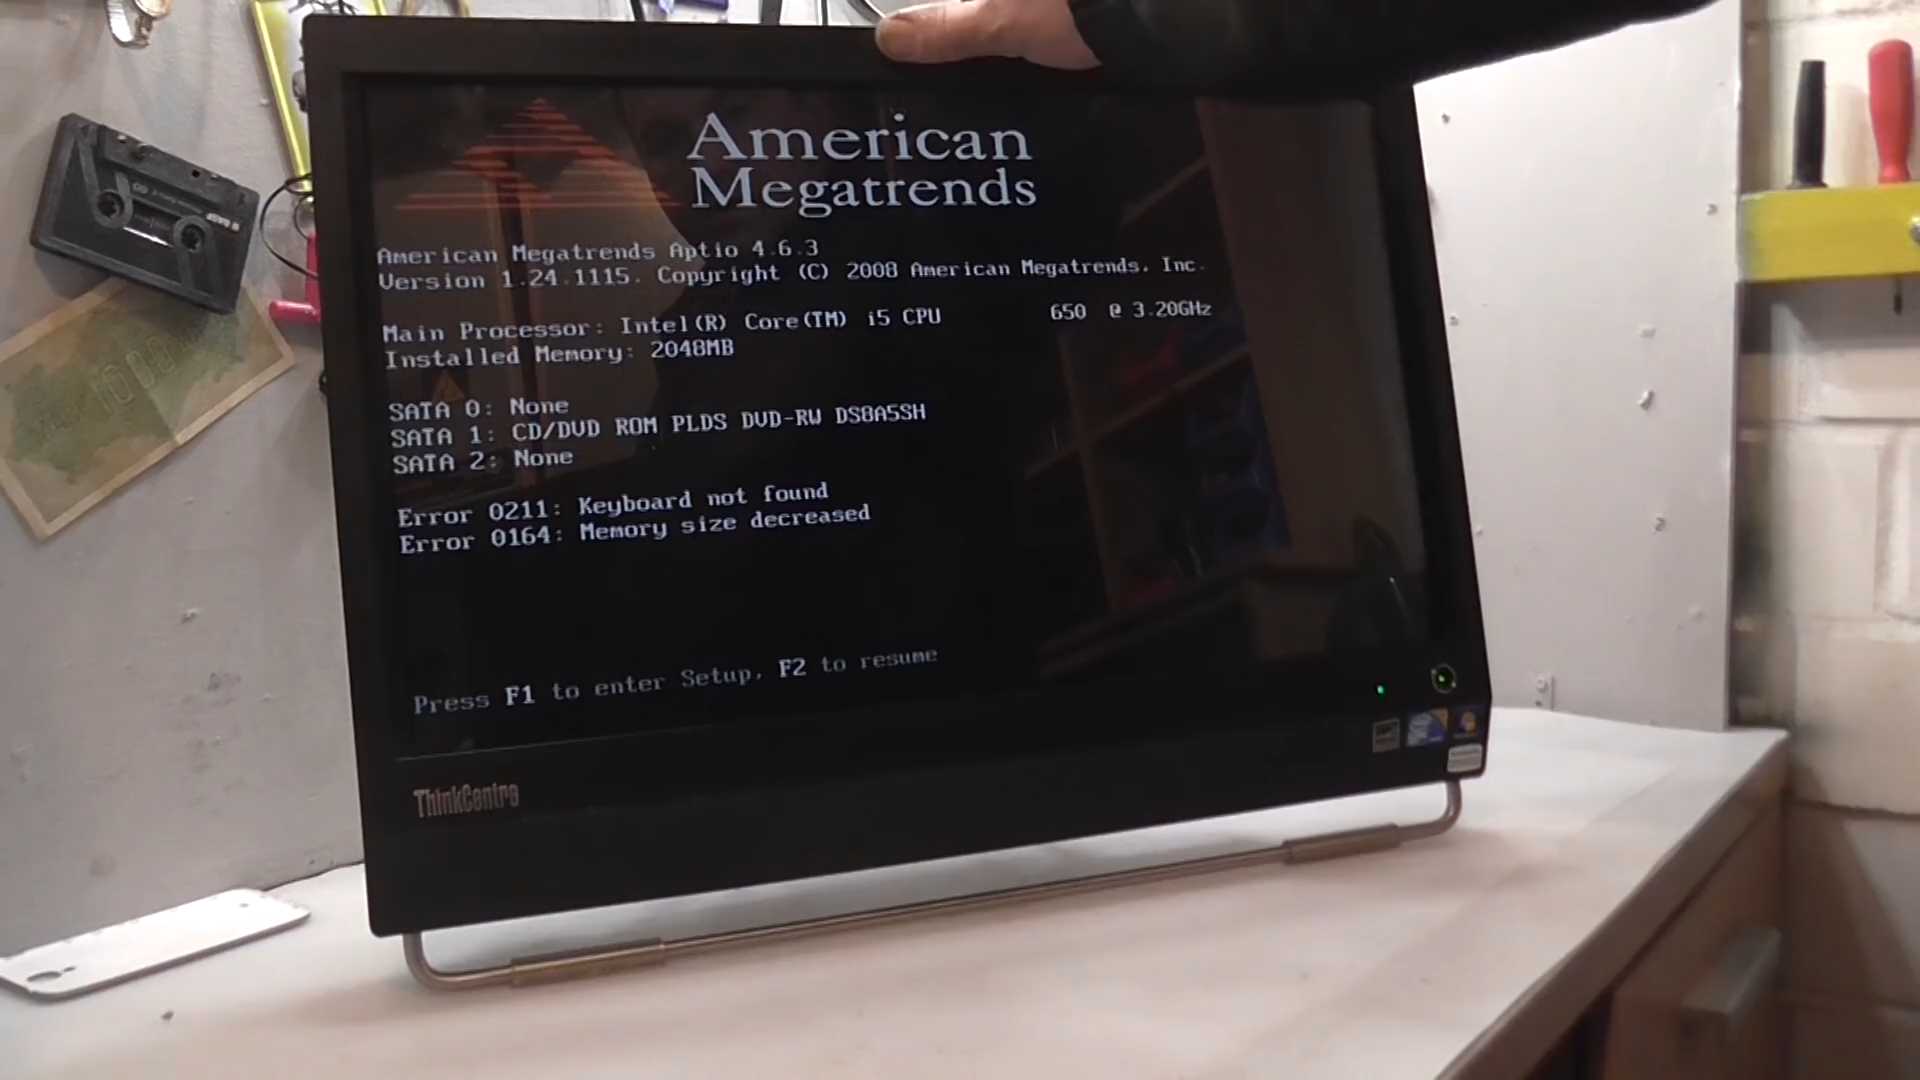 American
Megatrends
American Megatrends Aptio 4.6.3
Version 1.24.1115. Copyright (C) 2008 American Megatrends, Inc.
Main Processor: Intel(R) Core(TM) i5 CPU 650 @ 3.20GHz
Installed Memory: 2048MB
SATA 0: None
SATA 1: CD/DVD ROM PLDS DVD-RW DS8A5SH
SATA 2: None
Error 0211: Keyboard not found
Error 0164: Memory size decreased
Press F1 to enter Setup, F2 to resume
ThinkCentre
60
1000